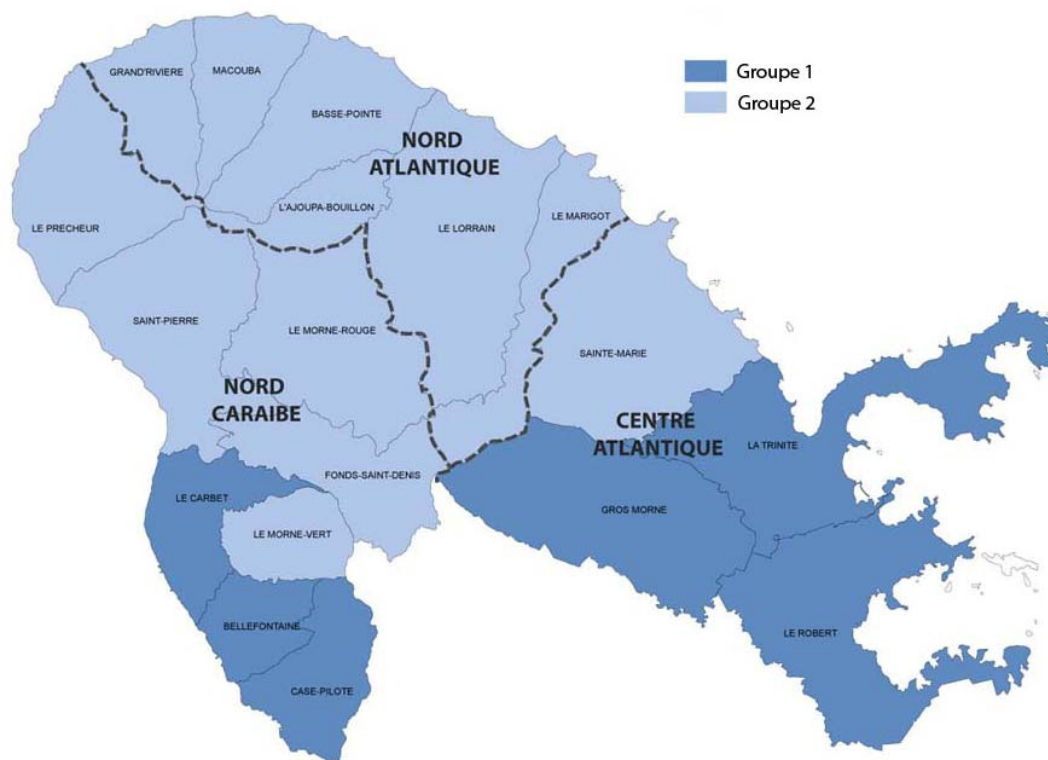 Groupe 1
Groupe 2
GRAND'RIVIERE
MACOUBA
BASSE-POINTE
NORD
ATLANTIQUE
L'AJOUPA-BOUILLON
LE PRECHEUR
LE LORRAIN
LE MARIGOT
SAINT-PIERRE
LE MORNE-ROUGE
SAINTE-MARIE
NORD
CARAIBE
CENTRE
ATLANTIQUE
LA TRINITE
FONDS-SAINT-DENIS
LE CARBET
GROS MORNE
LE MORNE-VERT
BELLEFONTAINE
LE ROBERT
CASE-PILOTE